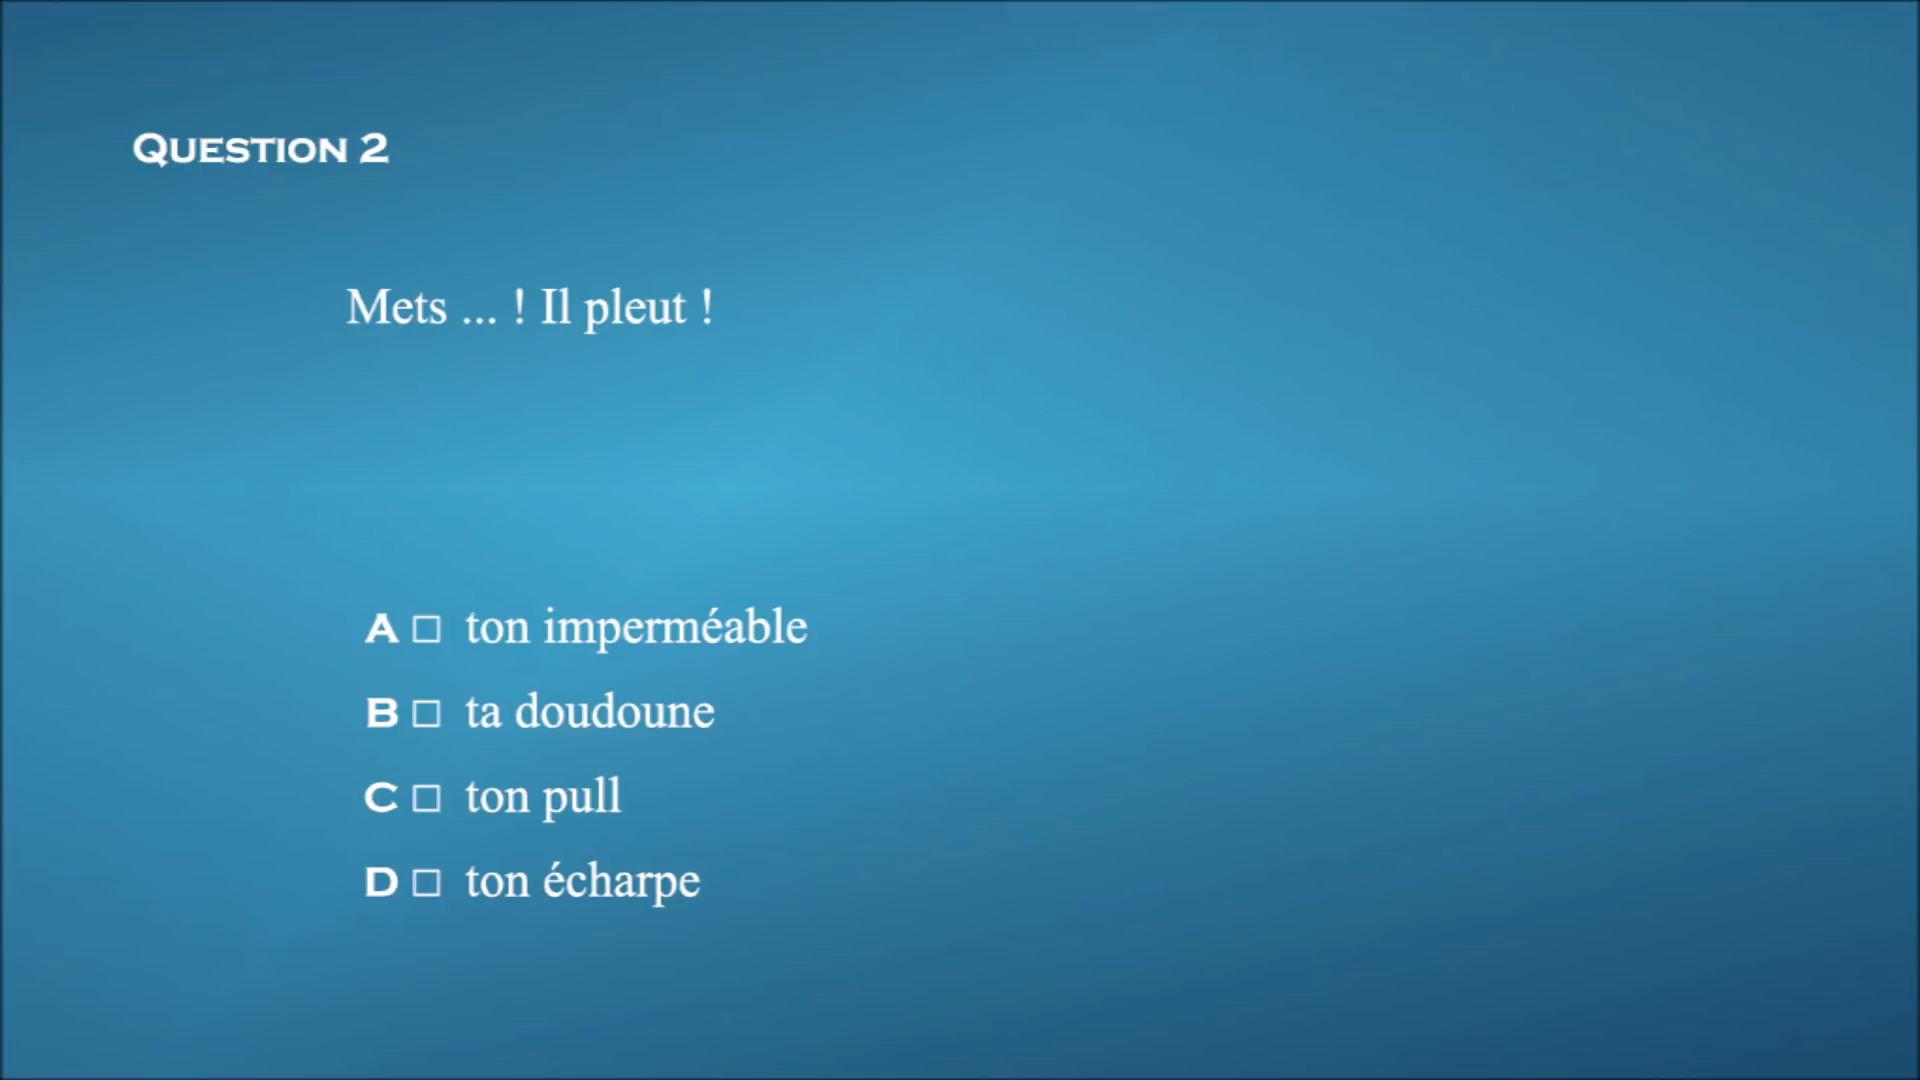 Question 2
Mets ... ! Il pleut !
A □ ton imperméable
B □ ta doudoune
C □ ton pull
D □ ton écharpe